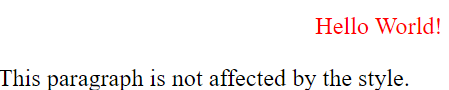 Hello World!
This paragraph is not affected by the style.